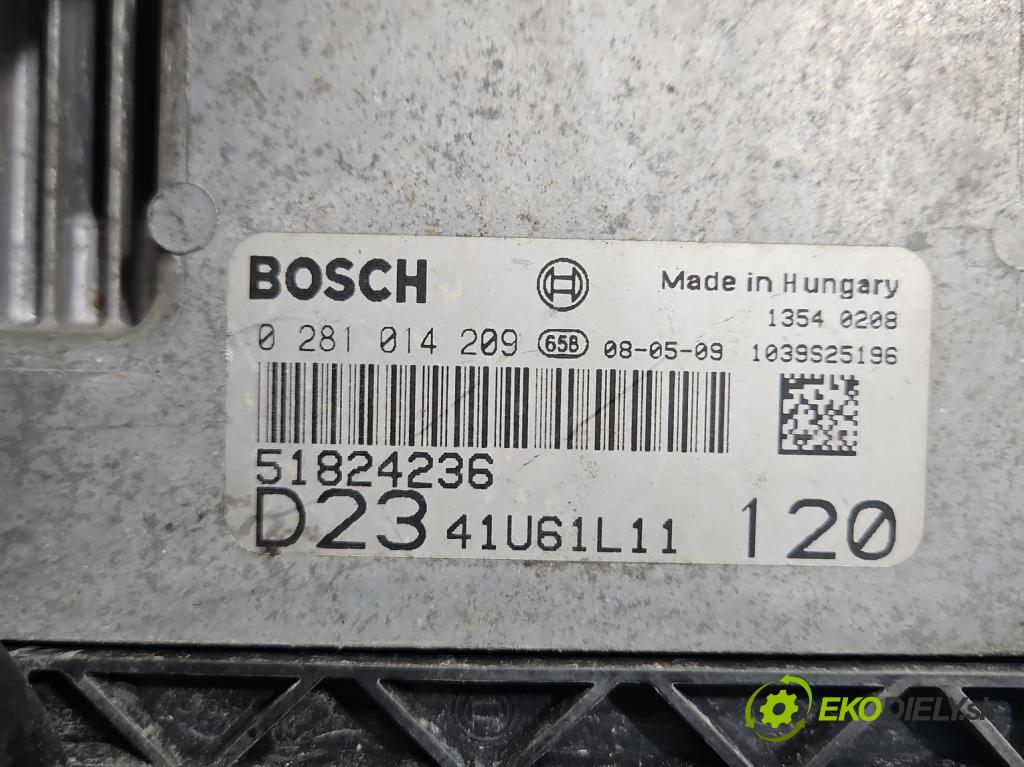 BOSCH Made in Hungary
1354 0208
0 281 014 209 65B 08-05-09 1039S25196
51824236
D23 41U61L11 120
EKODIELY.SK